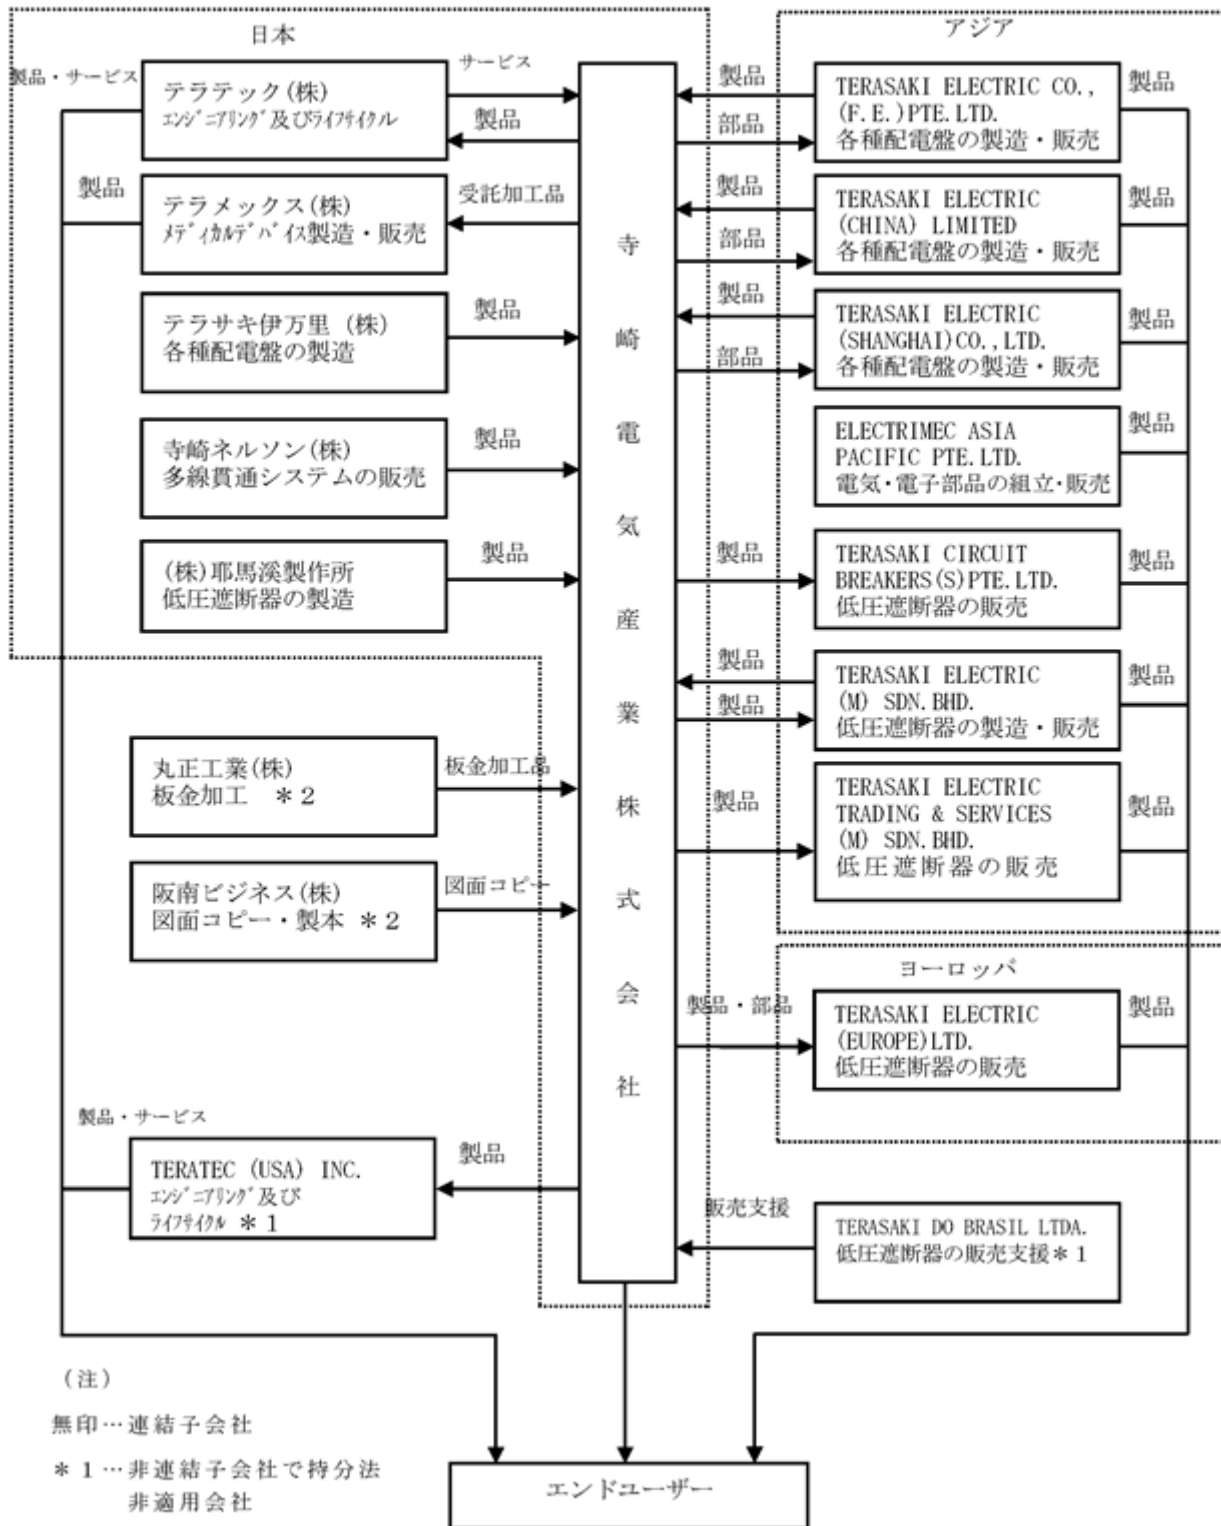 日本
製品・サービス
テラテック(株)
エンジニアリング及びライフサイクル
サービス
製品
製品
テラメックス(株)
メディカルデバイス製造・販売
受託加工品
テラサキ伊万里 (株)
各種配電盤の製造
製品
寺崎ネルソン(株)
多線貫通システムの販売
製品
(株)耶馬溪製作所
低圧遮断器の製造
製品
丸正工業(株)
板金加工 *2
板金加工品
阪南ビジネス(株)
図面コピー・製本 *2
図面コピー
製品・サービス
TERATEC (USA) INC.
エンジニアリング及び
ライフサイクル *1
製品
寺崎電気産業株式会社
アジア
製品
部品
TERASAKI ELECTRIC CO.,
(F.E.)PTE.LTD.
各種配電盤の製造・販売
製品
製品
部品
TERASAKI ELECTRIC
(CHINA) LIMITED
各種配電盤の製造・販売
製品
製品
部品
TERASAKI ELECTRIC
(SHANGHAI)CO.,LTD.
各種配電盤の製造・販売
製品
ELECTRIMEC ASIA
PACIFIC PTE.LTD.
電気・電子部品の組立・販売
製品
製品
TERASAKI CIRCUIT
BREAKERS(S)PTE.LTD.
低圧遮断器の販売
製品
製品
製品
TERASAKI ELECTRIC
(M) SDN.BHD.
低圧遮断器の製造・販売
製品
製品
TERASAKI ELECTRIC
TRADING & SERVICES
(M) SDN.BHD.
低圧遮断器の販売
製品
ヨーロッパ
製品・部品
TERASAKI ELECTRIC
(EUROPE)LTD.
低圧遮断器の販売
製品
販売支援
TERASAKI DO BRASIL LTDA.
低圧遮断器の販売支援*1
(注)
無印…連結子会社
*1…非連結子会社で持分法
非適用会社
エンドユーザー